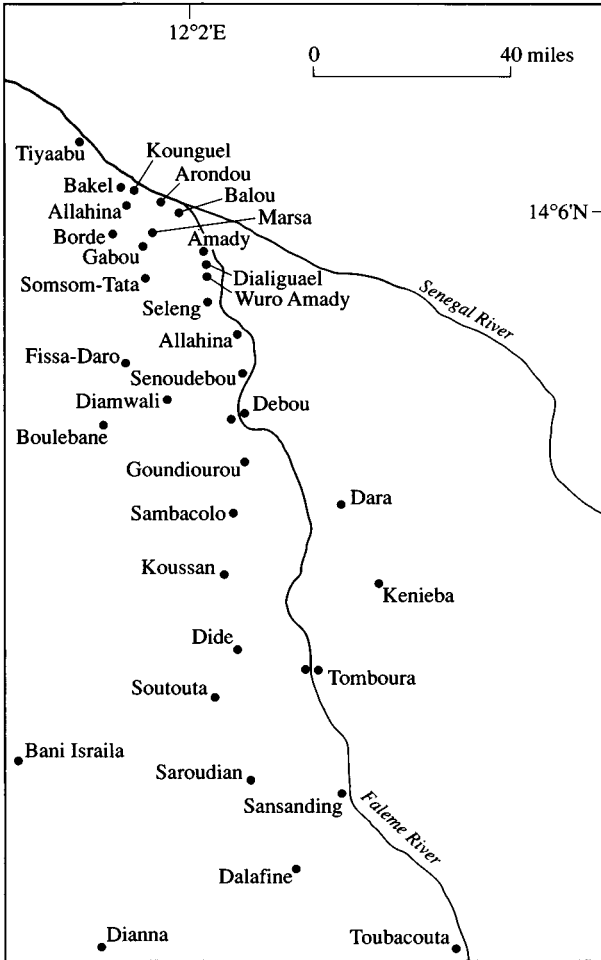 12°2'E
0
40 miles
Tiyaabu
Kounguel
Arondou
Bakel
Balou
Allahina
Marsa
14°6'N
Borde
Amady
Gabou
Dialiguael
Somsom-Tata
Wuro Amady
Seleng
Senegal River
Allahina
Fissa-Daro
Senoudebou
Diamwali
Debou
Boulebane
Goundiourou
Dara
Sambacolo
Koussan
Kenieba
Dide
Tomboura
Soutouta
Bani Israila
Saroudian
Sansanding
Faleme River
Dalafine
Dianna
Toubacouta